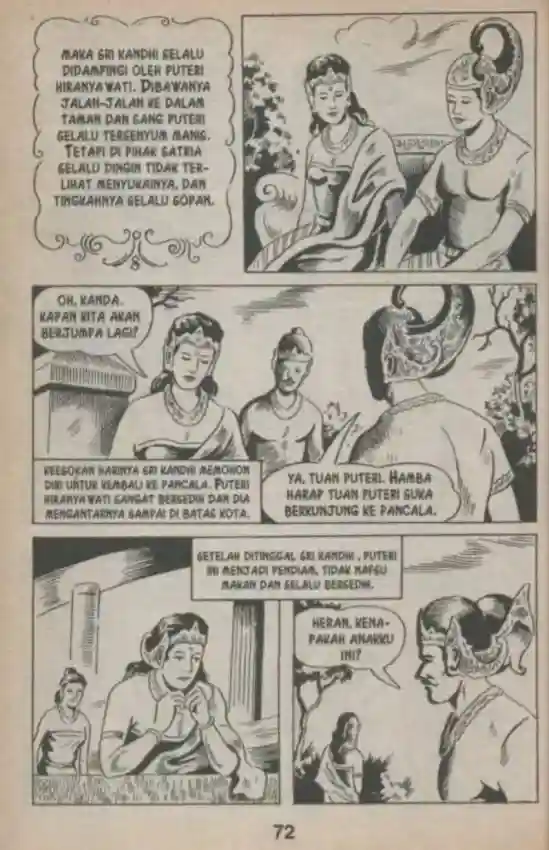 MAKA SRI KANDHI SELALU
DIDAMPINGI OLEH PUTERI
HIRANYAWATI. DIBAWANYA
JALAN-JALAN KE DALAM
TAMAN DAN SANG PUTERI
SELALU TERSENYUM MANIS.
TETAPI DI PIHAK SATRIA
SELALU DINGIN TIDAK TER-
LIHAT MENYUKAINYA, DAN
TINGKAHNYA SELALU SOPAN.
OH, KANDA.
KAPAN KITA AKAN
BERJUMPA LAGI?
KEESOKAN HARINYA SRI KANDHI MEMOHON
DIRI UNTUK KEMBALI KE PANCALA. PUTERI
HIRANYAWATI SANGAT BERSEDIH DAN DIA
MENGANTARNYA SAMPAI DI BATAS KOTA.
YA, TUAN PUTERI. HAMBA
HARAP TUAN PUTERI SUKA
BERKUNJUNG KE PANCALA.
SETELAH DITINGGAL SRI KANDHI, PUTERI
INI MENJADI PENDIAM, TIDAK NAFSU
MAKAN DAN SELALU BERSEDIH.
HERAN, KENA-
PAKAH ANAKKU
INI?
72